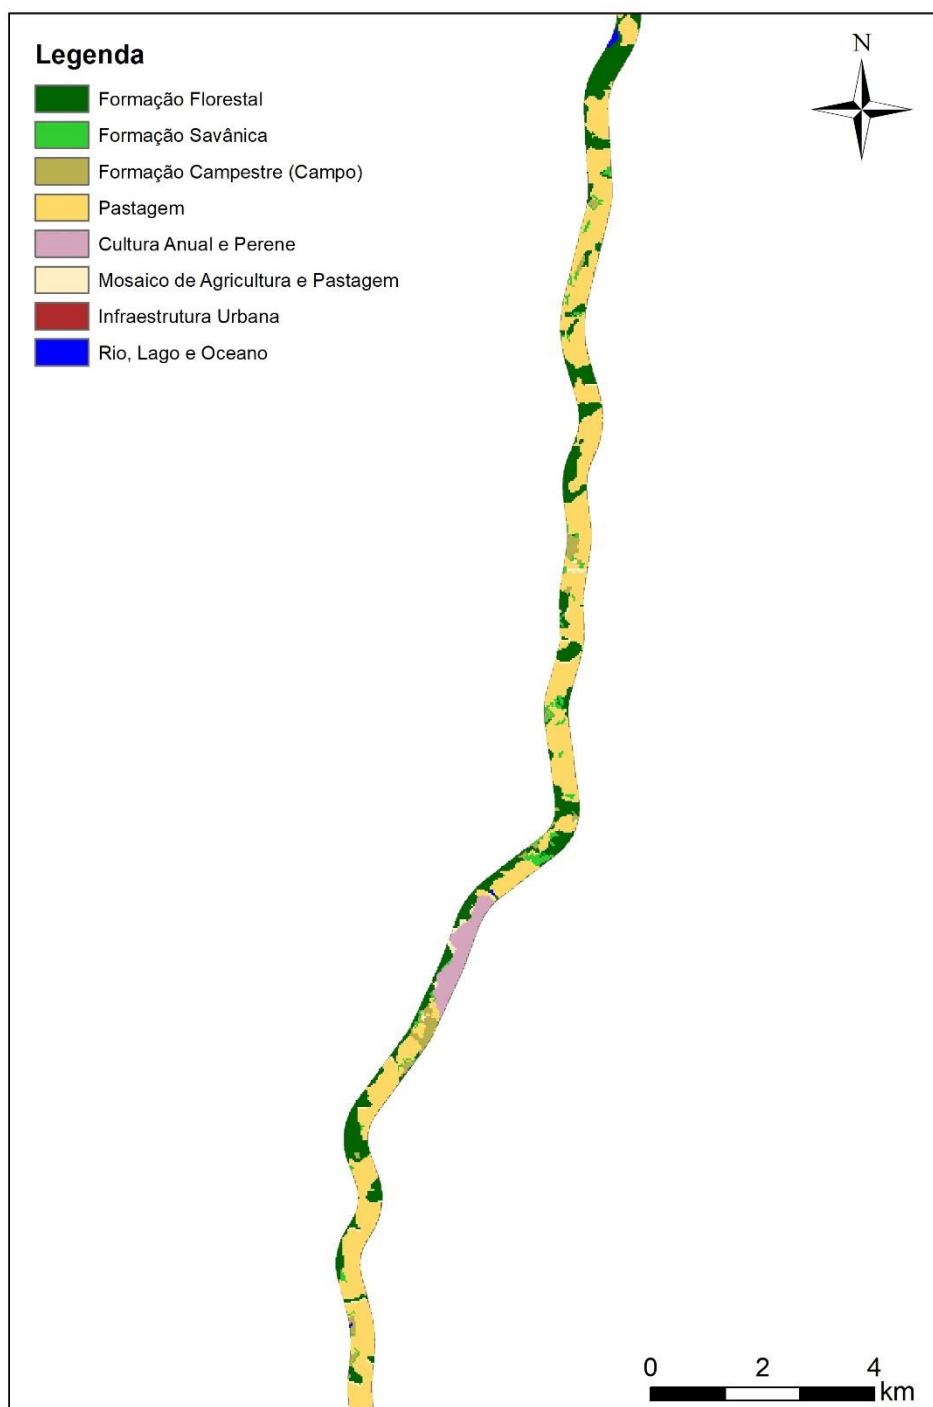 Legenda
Formação Florestal
Formação Savânica
Formação Campestre (Campo)
Pastagem
Cultura Anual e Perene
Mosaico de Agricultura e Pastagem
Infraestrutura Urbana
Rio, Lago e Oceano
N
0 2 4
km